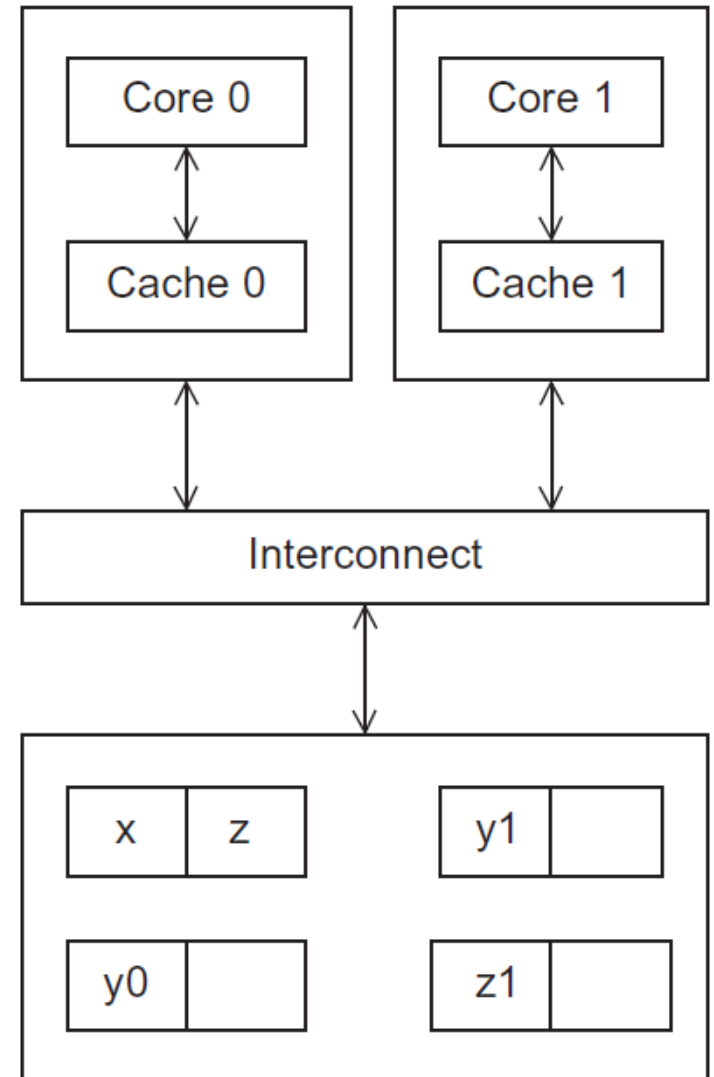 Core 0
Core 1
Cache 0
Cache 1
Interconnect
x z
y1
y0
z1